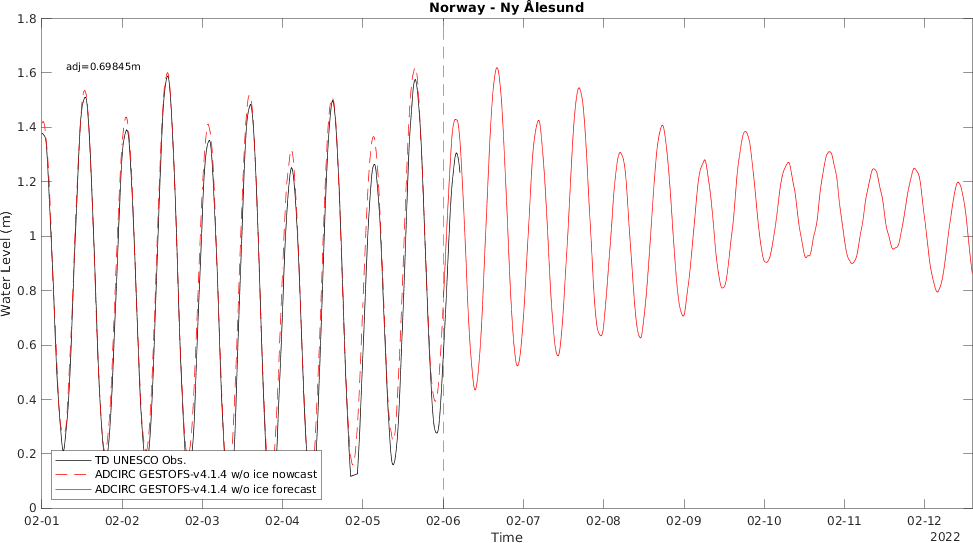 Norway - Ny Ålesund
1.8
adj=0.69845m
1.6
1.4
1.2
1
0.8
0.6
0.4
0.2
0
Water Level (m)
TD UNESCO Obs.
ADCIRC GESTOFS-v4.1.4 w/o ice nowcast
ADCIRC GESTOFS-v4.1.4 w/o ice forecast
02-01 02-02 02-03 02-04 02-05 02-06 02-07 02-08 02-09 02-10 02-11 02-12
Time
2022